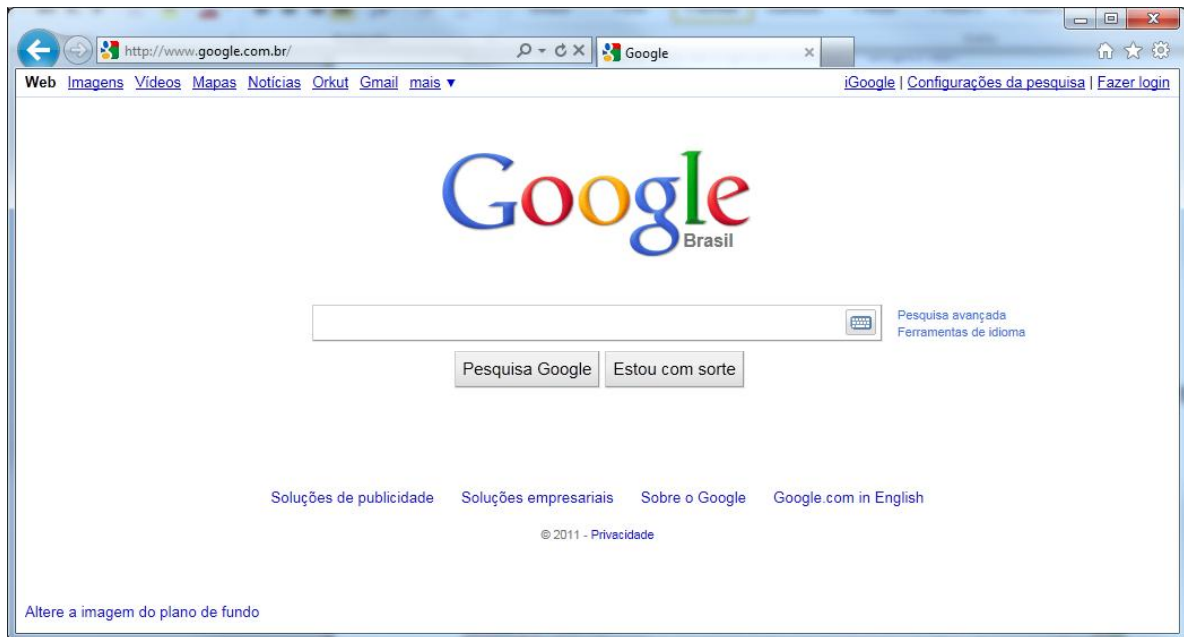 http://www.google.com.br/
Google
Web Imagens Vídeos Mapas Notícias Orkut Gmail mais ▼
iGoogle | Configurações da pesquisa | Fazer login
Google
Brasil
Pesquisa avançada
Ferramentas de idioma
Pesquisa Google
Estou com sorte
Soluções de publicidade Soluções empresariais Sobre o Google Google.com in English
© 2011 - Privacidade
Altere a imagem do plano de fundo